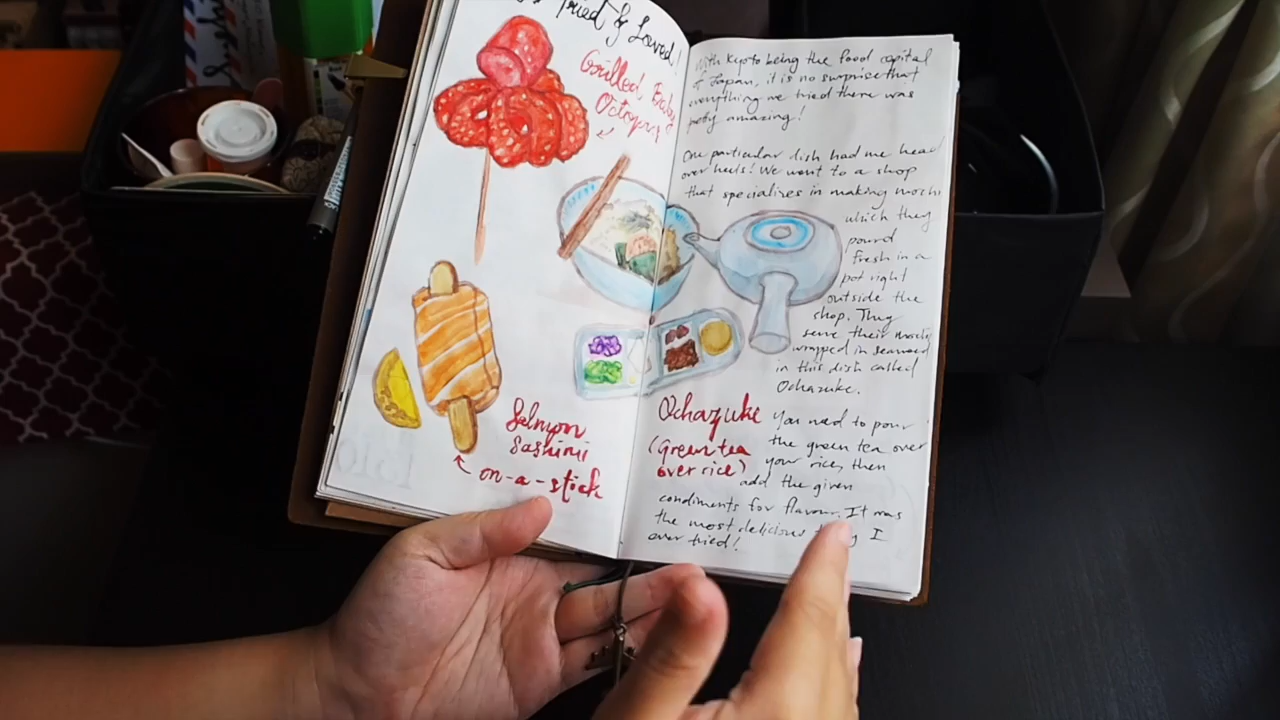 Tried & Loved!
Grilled Baby
Octopus
Salmon
Sashimi
on-a-stick
With Kyoto being the food capital
of Japan, it is no surprise that
everything we tried there was
pretty amazing!
One particular dish had me head
over heels! We went to a shop
that specializes in making mochi
which they
pound
fresh in a
pot right
outside the
shop. They
serve their mochi
wrapped in seaweed
in this dish called
Ochazuke.
Ochazuke
(Green tea
over rice)
You need to pour
the green tea over
your rice, then
add the given
condiments for flavour. It was
the most delicious I
ever tried!